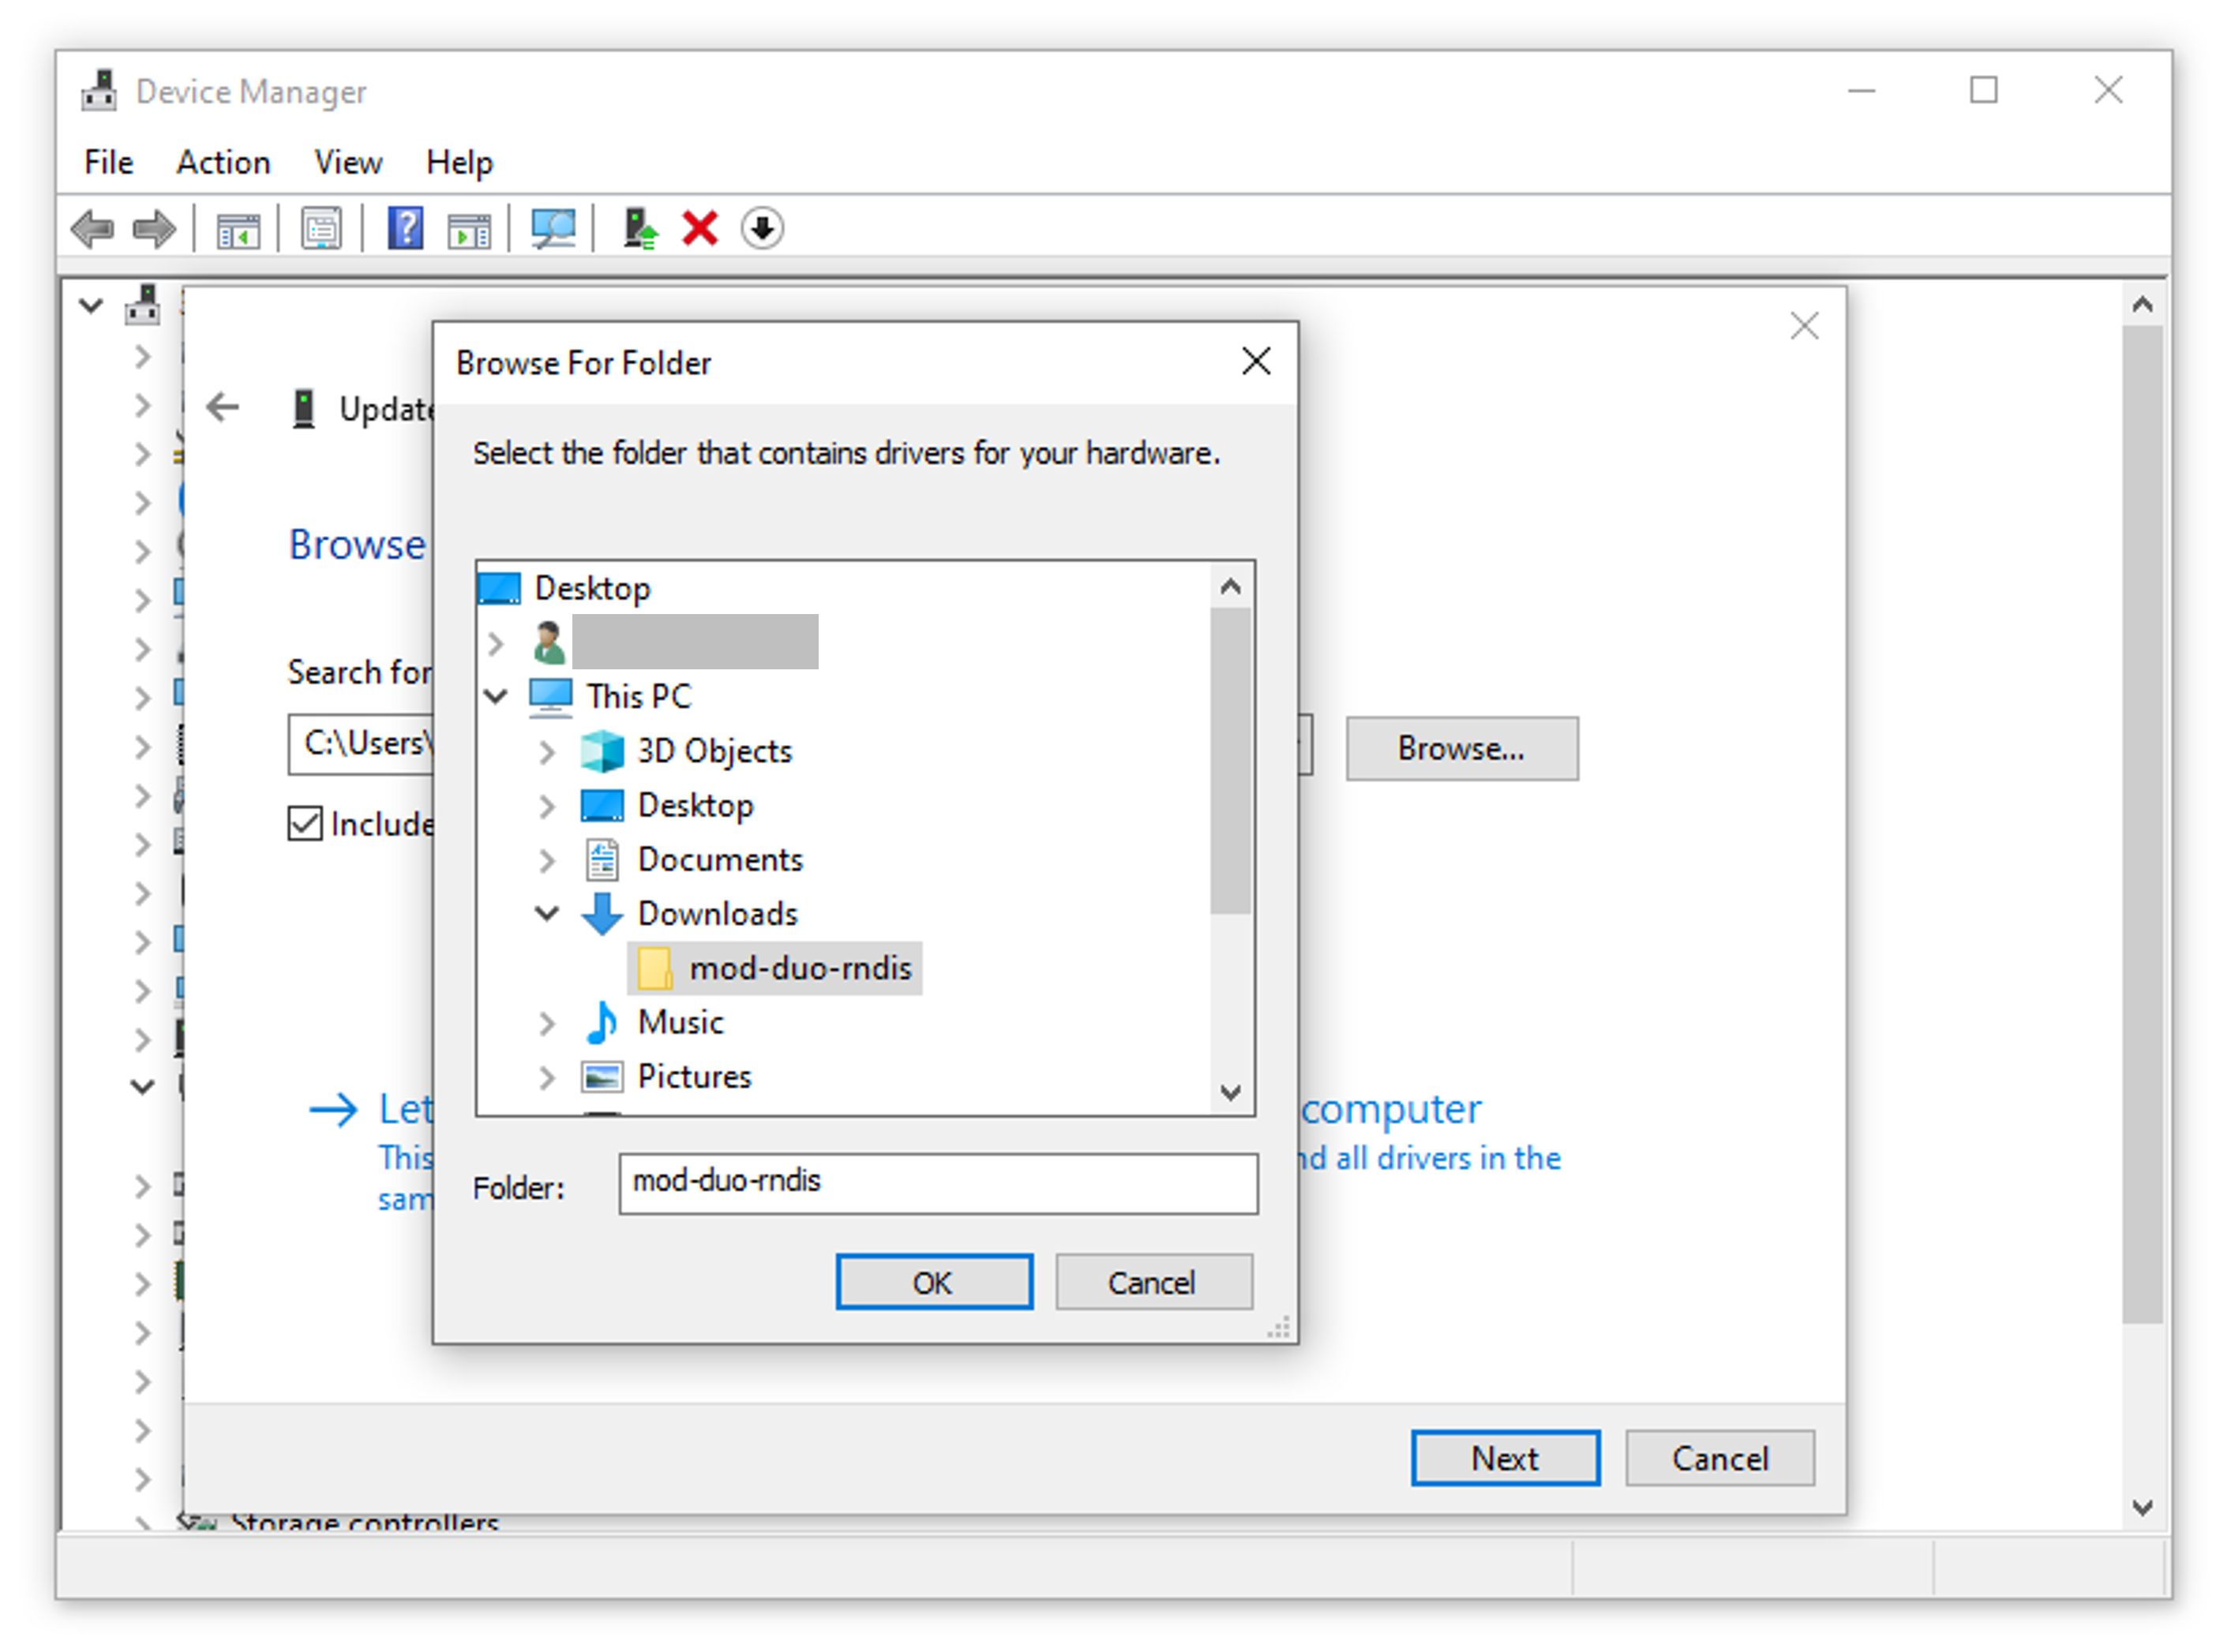 Device Manager
File Action View Help
Browse For Folder
Update
Select the folder that contains drivers for your hardware.
Browse
Desktop
This PC
Search for
C:\Users\
3D Objects
Browse...
Desktop
Include
Documents
Downloads
mod-duo-rndis
Music
Pictures
Let computer
This nd all drivers in the
sam
Folder: mod-duo-rndis
OK Cancel
Next Cancel
Storage controllers